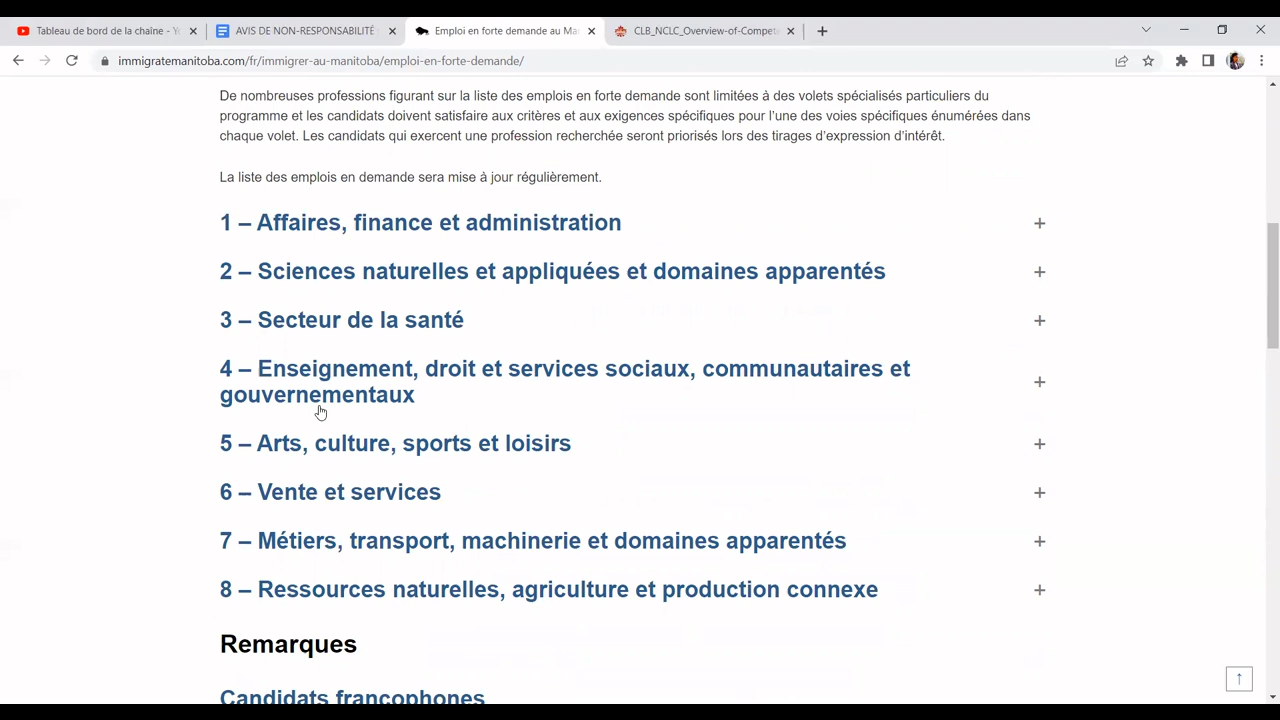 Tableau de bord de la chaîne - Y
AVIS DE NON-RESPONSABILITÉ
Emploi en forte demande au Ma
CLB_NCLC_Overview-of-Compet
immigratemanitoba.com/fr/immigrer-au-manitoba/emploi-en-forte-demande/
De nombreuses professions figurant sur la liste des emplois en forte demande sont limitées à des volets spécialisés particuliers du
programme et les candidats doivent satisfaire aux critères et aux exigences spécifiques pour l’une des voies spécifiques énumérées dans
chaque volet. Les candidats qui exercent une profession recherchée seront priorisés lors des tirages d’expression d’intérêt.
La liste des emplois en demande sera mise à jour régulièrement.
1 – Affaires, finance et administration +
2 – Sciences naturelles et appliquées et domaines apparentés +
3 – Secteur de la santé +
4 – Enseignement, droit et services sociaux, communautaires et
gouvernementaux +
5 – Arts, culture, sports et loisirs +
6 – Vente et services +
7 – Métiers, transport, machinerie et domaines apparentés +
8 – Ressources naturelles, agriculture et production connexe +
Remarques
Candidats francophones